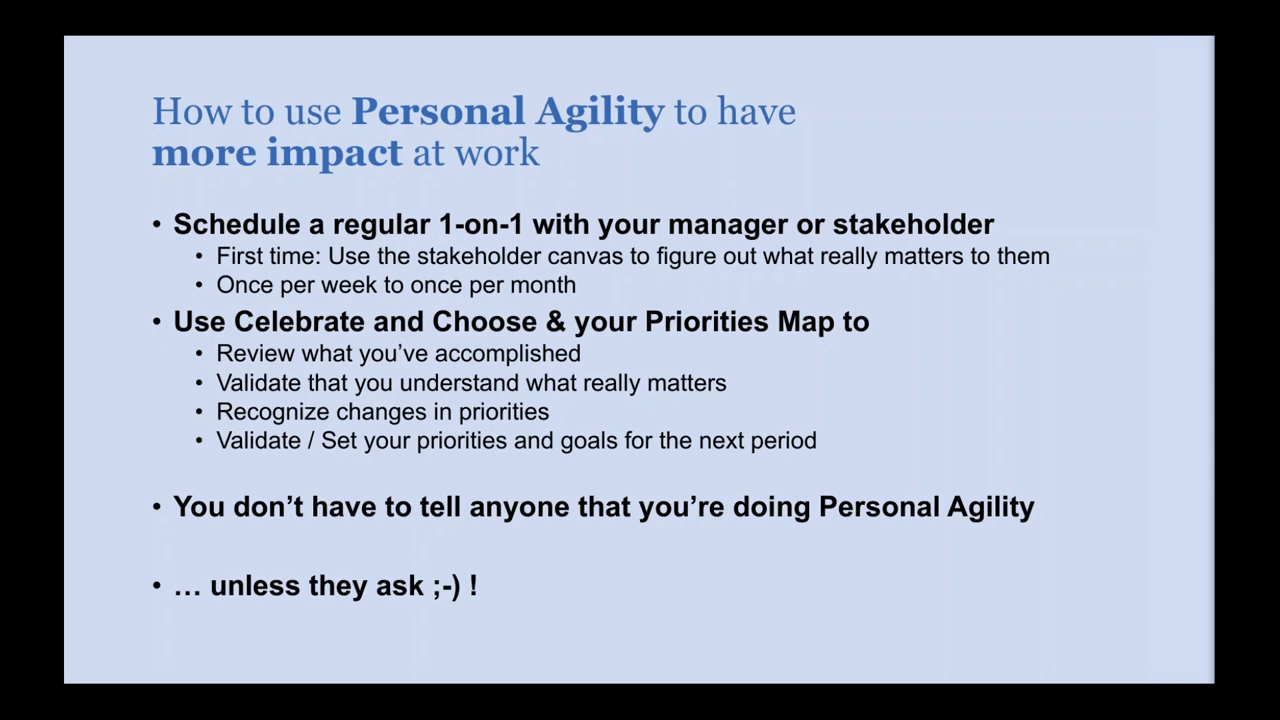 How to use Personal Agility to have
more impact at work
• Schedule a regular 1-on-1 with your manager or stakeholder
• First time: Use the stakeholder canvas to figure out what really matters to them
• Once per week to once per month
• Use Celebrate and Choose & your Priorities Map to
• Review what you’ve accomplished
• Validate that you understand what really matters
• Recognize changes in priorities
• Validate / Set your priorities and goals for the next period
• You don’t have to tell anyone that you’re doing Personal Agility
• … unless they ask ;-) !